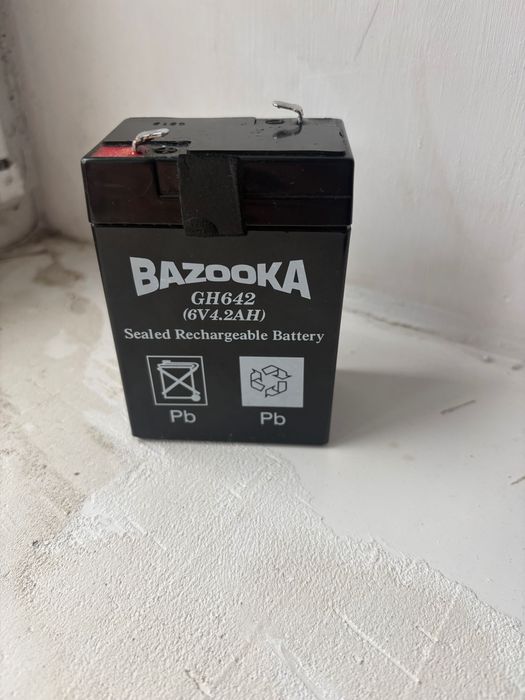 BAZOOKA
GH642
(6V4.2AH)
Sealed Rechargeable Battery
Pb
Pb